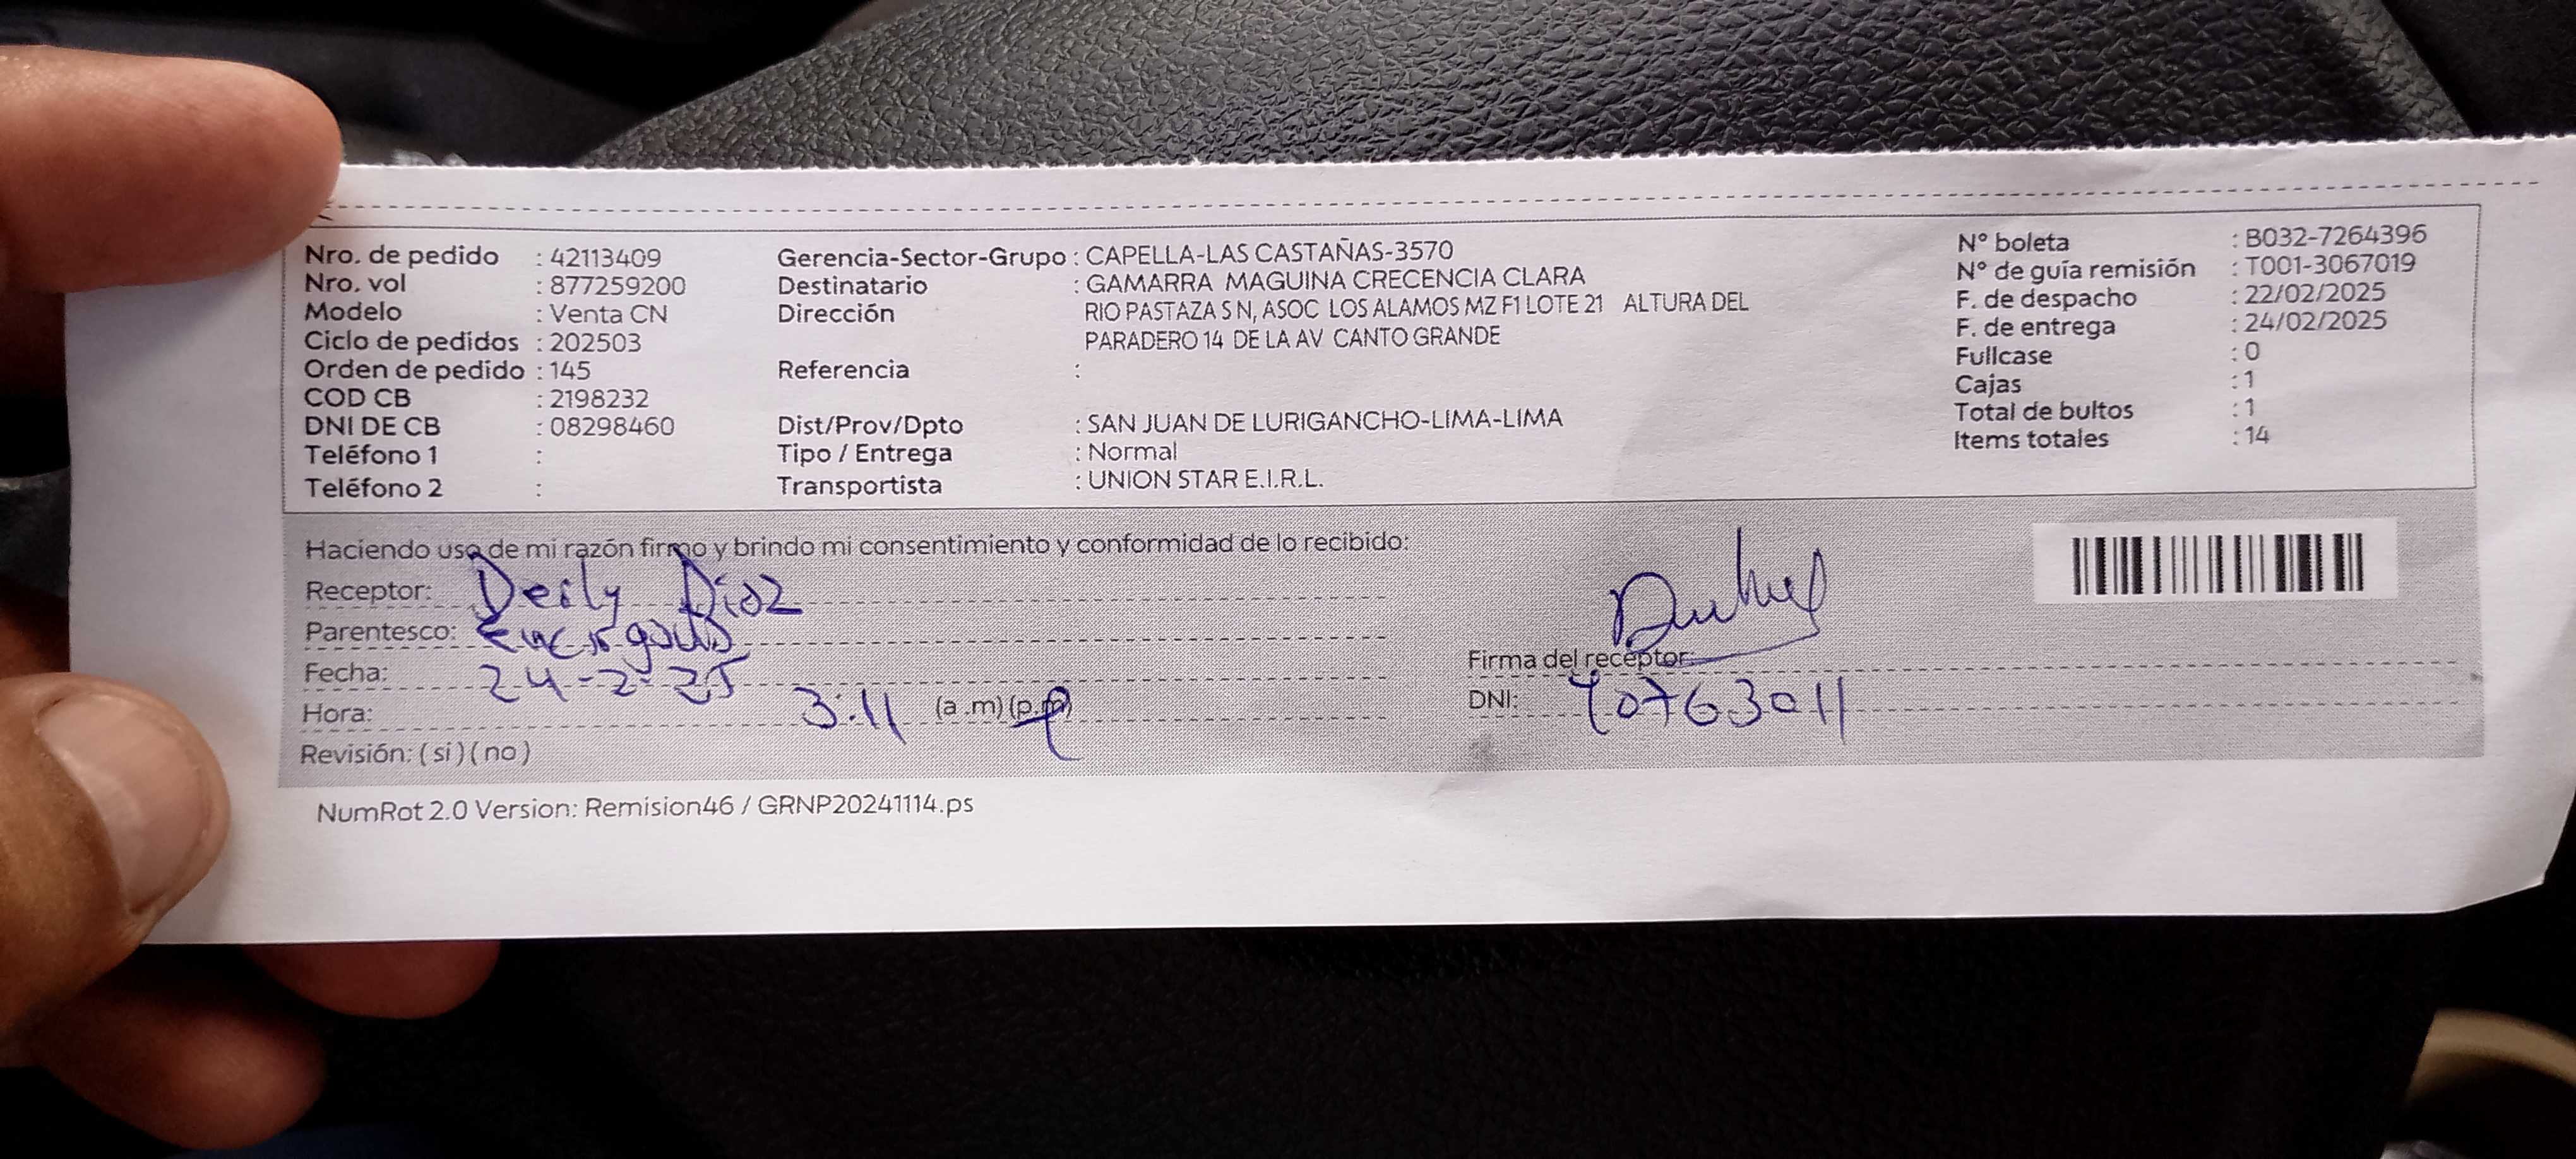 Nro. de pedido : 42113409
Nro. vol : 877259200
Modelo : Venta CN
Ciclo de pedidos : 202503
Orden de pedido : 145
COD CB : 2198232
DNI DE CB : 08298460
Teléfono 1 :
Teléfono 2 :
Gerencia-Sector-Grupo : CAPELLA-LAS CASTAÑAS-3570
Destinatario : GAMARRA MAGUINA CRECENCIA CLARA
Dirección RIO PASTAZA S N, ASOC LOS ALAMOS MZ F1 LOTE 21 ALTURA DEL
PARADERO 14 DE LA AV CANTO GRANDE
Referencia :
Dist/Prov/Dpto : SAN JUAN DE LURIGANCHO-LIMA-LIMA
Tipo / Entrega : Normal
Transportista : UNION STAR E.I.R.L.
N° boleta : B032-7264396
N° de guía remisión : T001-3067019
F. de despacho : 22/02/2025
F. de entrega : 24/02/2025
Fullcase : 0
Cajas : 1
Total de bultos : 1
Items totales : 14
Haciendo uso de mi razón firmo y brindo mi consentimiento y conformidad de lo recibido:
Receptor: Deily Dioz
Parentesco:
Fecha: 24-2-25
Hora: 3:11 (a .m) (p.m)
Revisión: ( si ) ( no )
Firma del receptor:
DNI: 70763011
NumRot 2.0 Version: Remision46 / GRNP20241114.ps